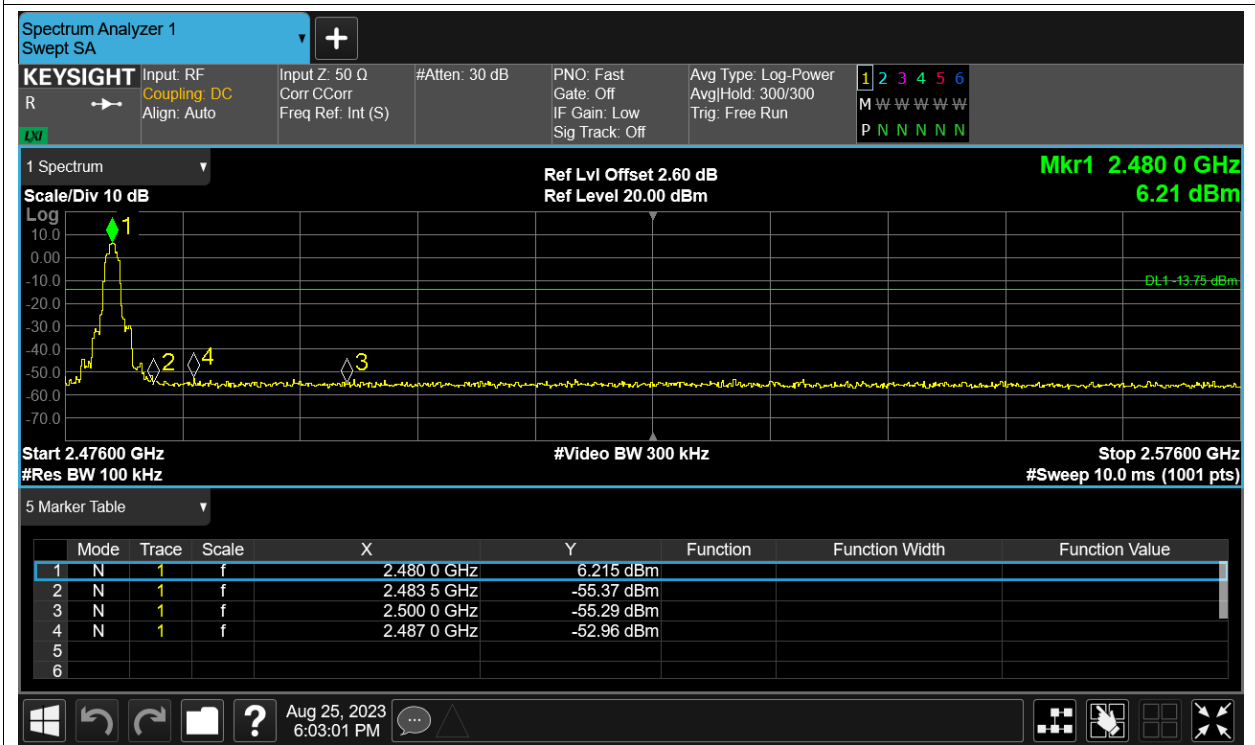 Spectrum Analyzer 1
Swept SA
KEYSIGHT
R
LXI
Input: RF
Coupling: DC
Align: Auto
Input Z: 50 Ω
Corr CCorr
Freq Ref: Int (S)
#Atten: 30 dB
PNO: Fast
Gate: Off
IF Gain: Low
Sig Track: Off
Avg Type: Log-Power
Avg|Hold: 300/300
Trig: Free Run
1 2 3 4 5 6
M W W W W W
P N N N N N
1 Spectrum
Scale/Div 10 dB
Ref Lvl Offset 2.60 dB
Ref Level 20.00 dBm
Mkr1 2.480 0 GHz
6.21 dBm
Log
10.0
0.00
-10.0
-20.0
-30.0
-40.0
-50.0
-60.0
-70.0
1
2
4
3
DL1 -13.75 dBm
Start 2.47600 GHz
#Video BW 300 kHz
Stop 2.57600 GHz
#Res BW 100 kHz
#Sweep 10.0 ms (1001 pts)
5 Marker Table
Mode Trace Scale X Y Function Function Width Function Value
1 N 1 f 2.480 0 GHz 6.215 dBm
2 N 1 f 2.483 5 GHz -55.37 dBm
3 N 1 f 2.500 0 GHz -55.29 dBm
4 N 1 f 2.487 0 GHz -52.96 dBm
5
6
?
Aug 25, 2023
6:03:01 PM